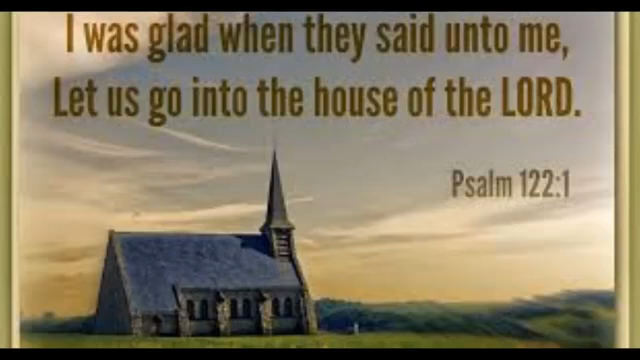 I was glad when they said unto me,
Let us go into the house of the LORD.
Psalm 122:1